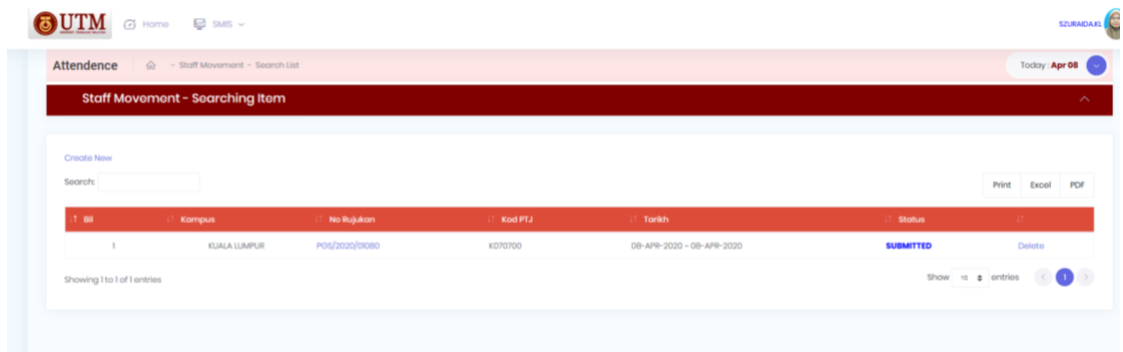 UTM Home SMIS SZURAIDA.KL
Attendence - Staff Movement - Search List Today : Apr 08
Staff Movement - Searching Item
Create New
Search: Print Excel PDF
Bil Kampus No Rujukan Kod PTJ Tarikh Status
1 KUALA LUMPUR POS/2020/01080 K070700 08-APR-2020 - 08-APR-2020 SUBMITTED Delete
Showing 1 to 1 of 1 entries Show 10 entries 1